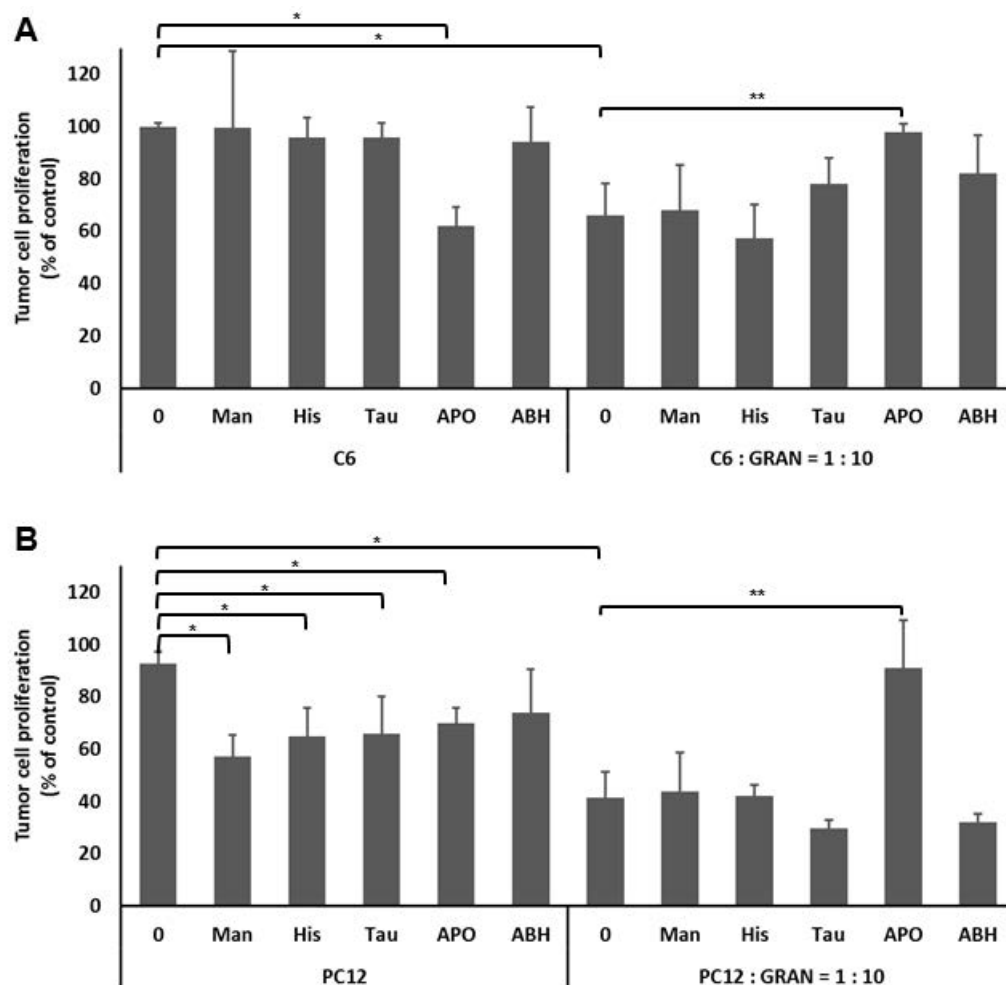 A
*
*
**
Tumor cell proliferation
(% of control)
120
100
80
60
40
20
0
0 Man His Tau APO ABH 0 Man His Tau APO ABH
C6 C6 : GRAN = 1 : 10
B
*
*
*
*
*
**
Tumor cell proliferation
(% of control)
120
100
80
60
40
20
0
0 Man His Tau APO ABH 0 Man His Tau APO ABH
PC12 PC12 : GRAN = 1 : 10